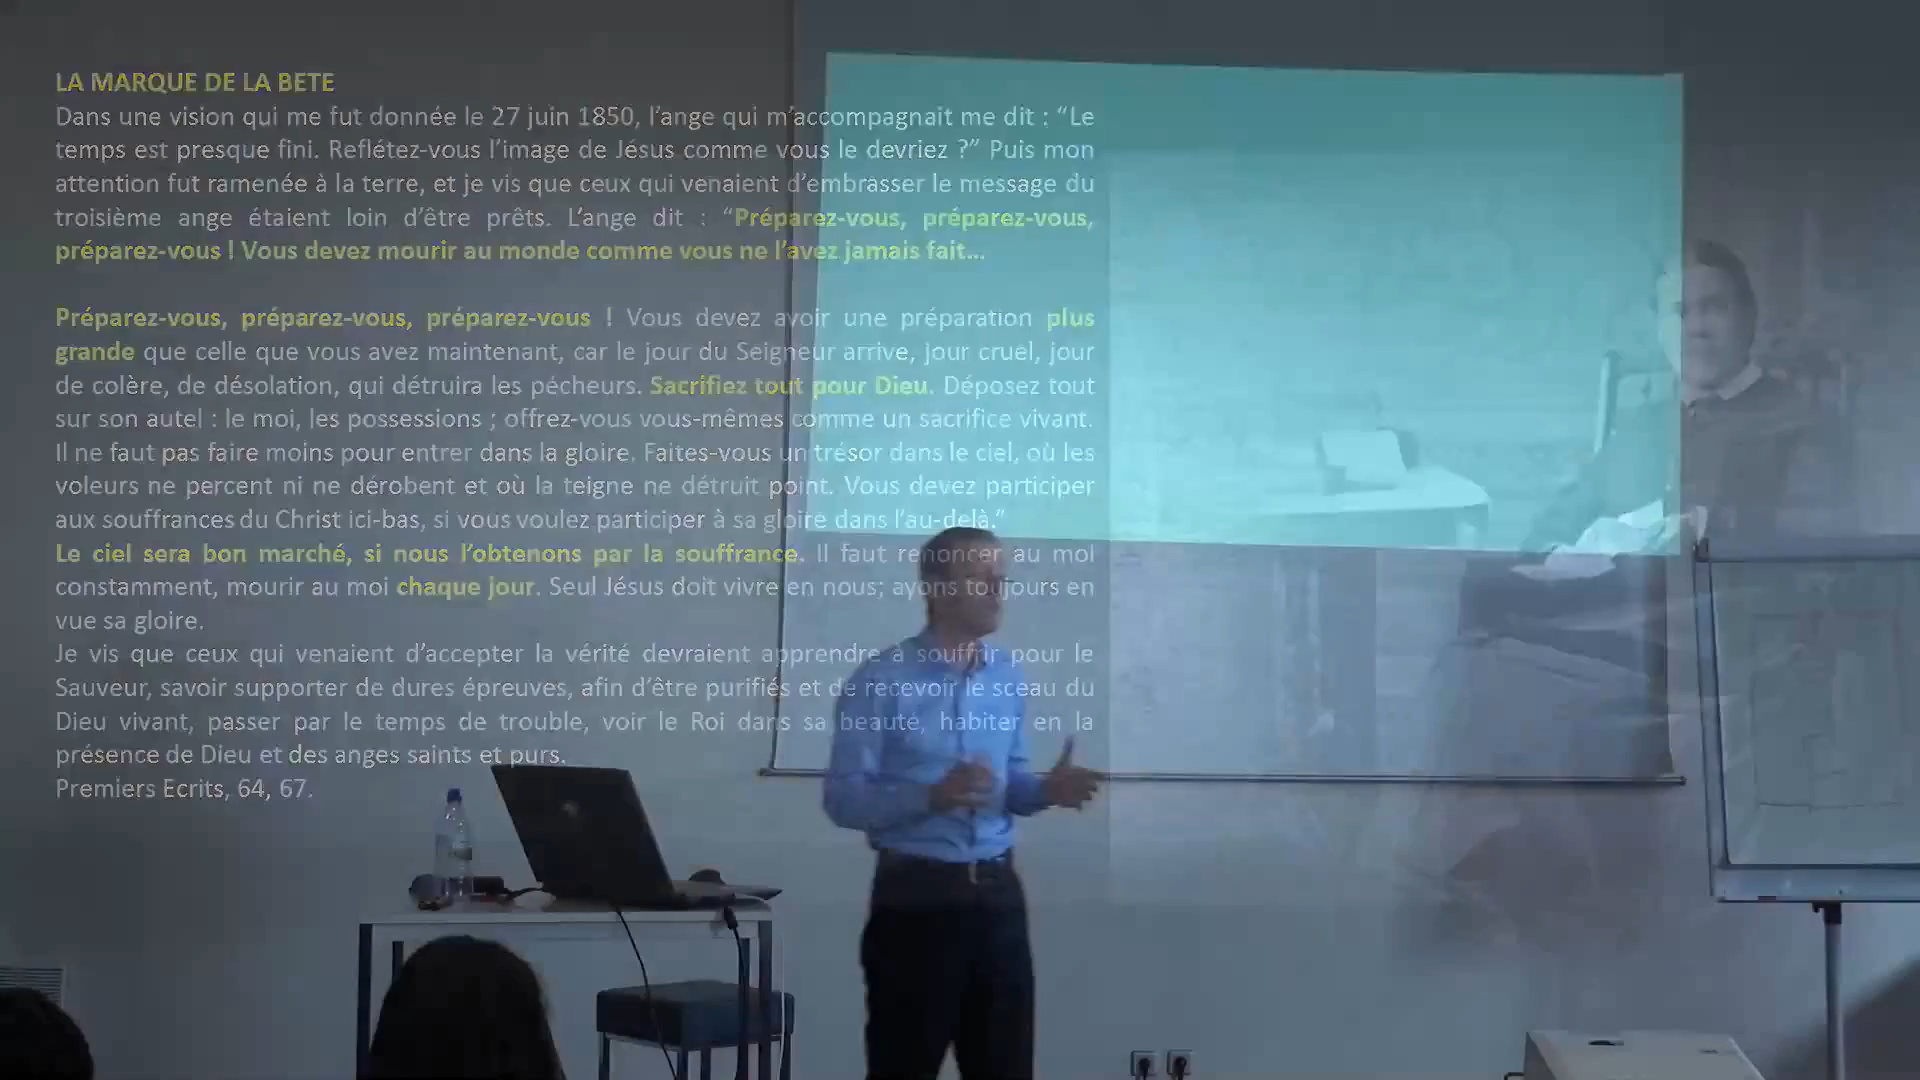 LA MARQUE DE LA BETE
Dans une vision qui me fut donnée le 27 juin 1850, l’ange qui m’accompagnait me dit : “Le
temps est presque fini. Reflétez-vous l’image de Jésus comme vous le devriez ?” Puis mon
attention fut ramenée à la terre, et je vis que ceux qui venaient d’embrasser le message du
troisième ange étaient loin d’être prêts. L’ange dit : “Préparez-vous, préparez-vous,
préparez-vous ! Vous devez mourir au monde comme vous ne l’avez jamais fait...
Préparez-vous, préparez-vous, préparez-vous ! Vous devez avoir une préparation plus
grande que celle que vous avez maintenant, car le jour du Seigneur arrive, jour cruel, jour
de colère, de désolation, qui détruira les pécheurs. Sacrifiez tout pour Dieu. Déposez tout
sur son autel : le moi, les possessions ; offrez-vous vous-mêmes comme un sacrifice vivant.
Il ne faut pas faire moins pour entrer dans la gloire. Faites-vous un trésor dans le ciel, où les
voleurs ne percent ni ne dérobent et où la teigne ne détruit point. Vous devez participer
aux souffrances du Christ ici-bas, si vous voulez participer à sa gloire dans l’au-delà.”
Le ciel sera bon marché, si nous l’obtenons par la souffrance. Il faut renoncer au moi
constamment, mourir au moi chaque jour. Seul Jésus doit vivre en nous; ayons toujours en
vue sa gloire.
Je vis que ceux qui venaient d’accepter la vérité devraient apprendre à souffrir pour le
Sauveur, savoir supporter de dures épreuves, afin d’être purifiés et de recevoir le sceau du
Dieu vivant, passer par le temps de trouble, voir le Roi dans sa beauté, habiter en la
présence de Dieu et des anges saints et purs.
Premiers Ecrits, 64, 67.